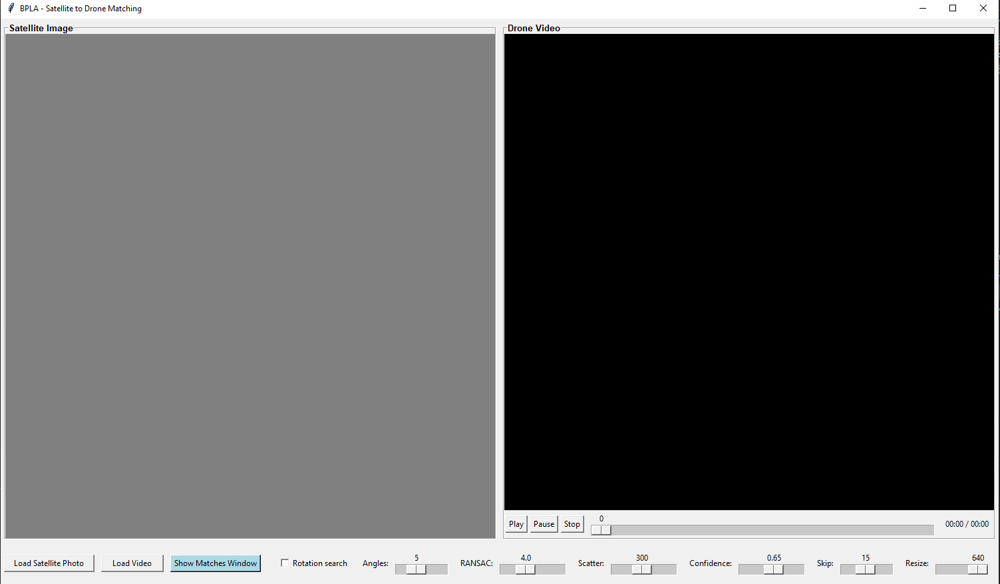 BPLA - Satellite to Drone Matching
Satellite Image
Drone Video
Play Pause Stop 0 00:00 / 00:00
Load Satellite Photo Load Video Show Matches Window Rotation search Angles: 5 RANSAC: 4.0 Scatter: 300 Confidence: 0.65 Skip: 15 Resize: 640